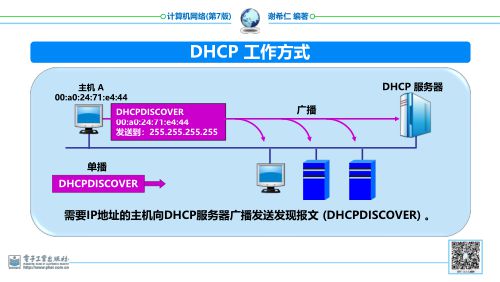 计算机网络(第7版)
谢希仁 编著
DHCP 工作方式
主机 A
00:a0:24:71:e4:44
DHCPDISCOVER
00:a0:24:71:e4:44
发送到：255.255.255.255
广播
DHCP 服务器
单播
DHCPDISCOVER
需要IP地址的主机向DHCP服务器广播发送发现报文 (DHCPDISCOVER) 。
电子工业出版社
http://www.phei.com.cn